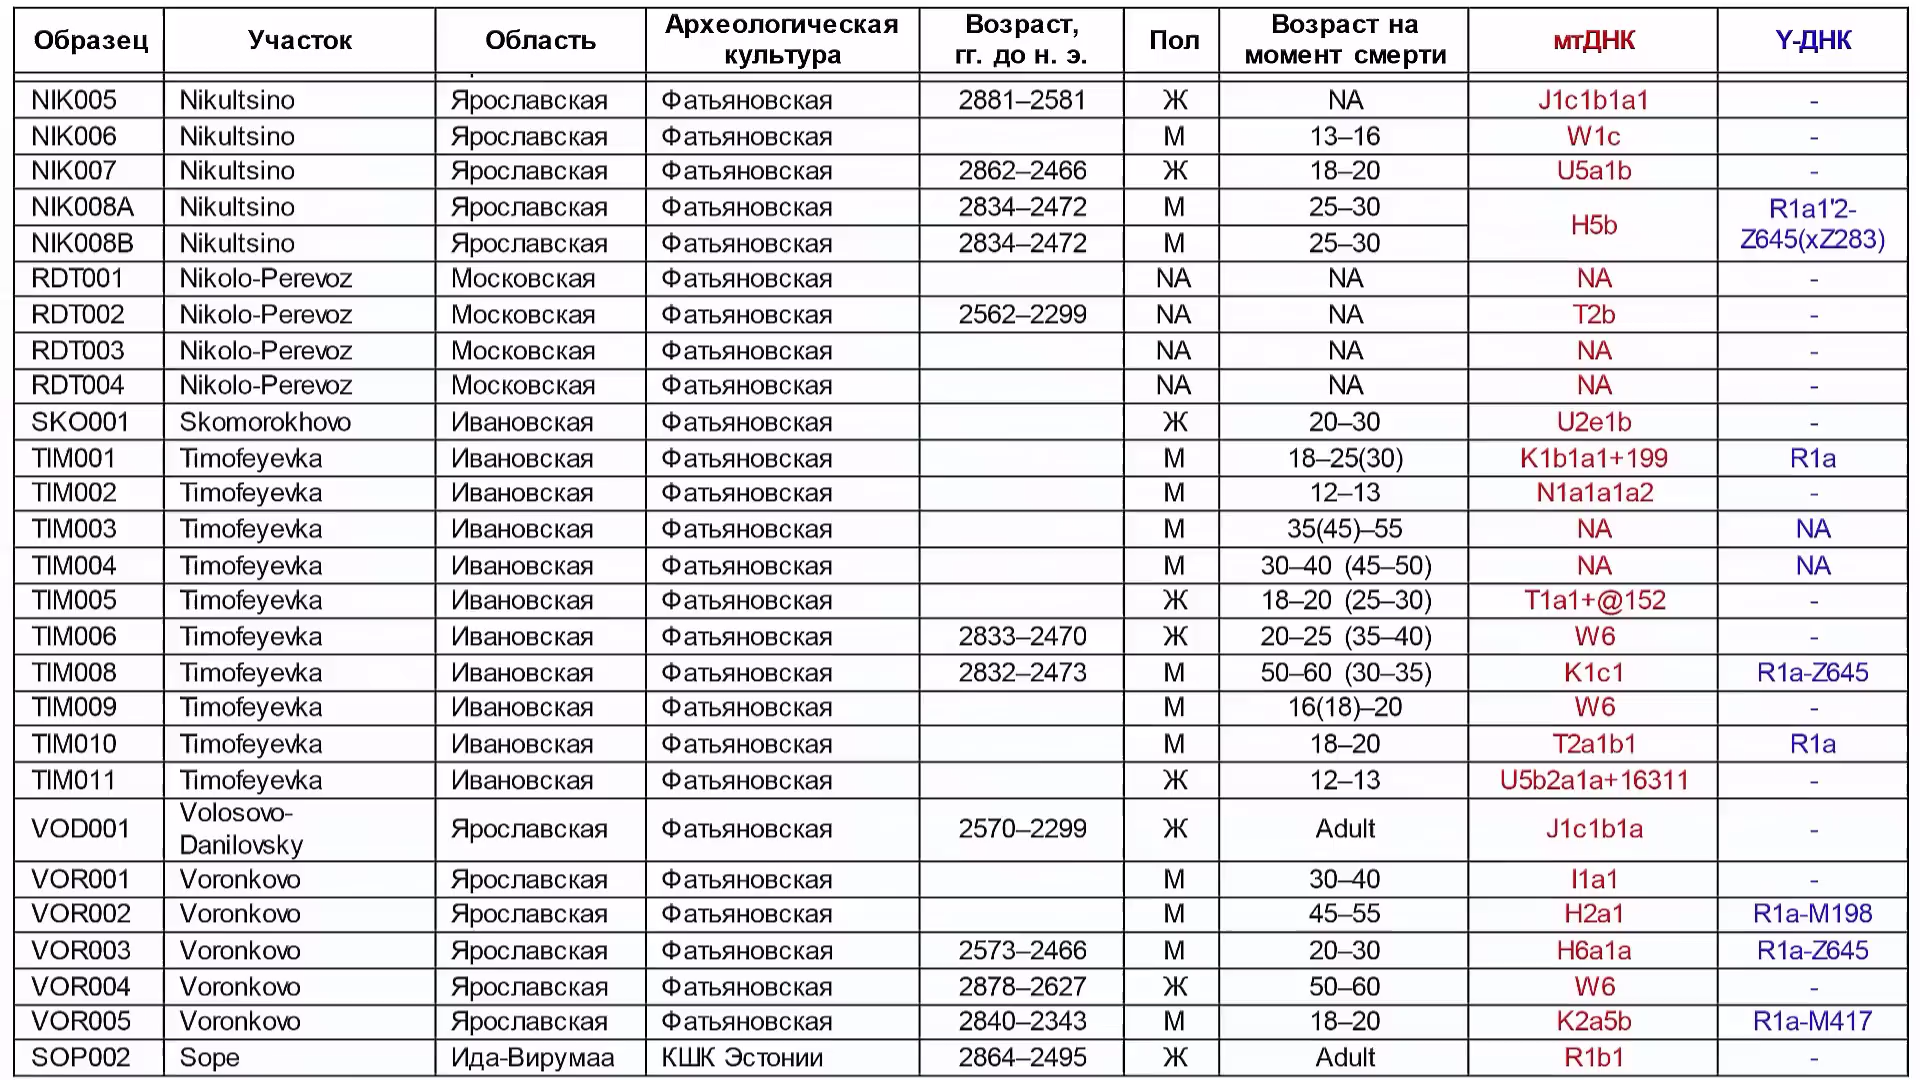 Образец Участок Область Археологическая культура Возраст, гг. до н. э. Пол Возраст на момент смерти мтДНК Y-ДНК
NIK005 Nikultsino Ярославская Фатьяновская 2881–2581 Ж NA J1c1b1a1 -
NIK006 Nikultsino Ярославская Фатьяновская М 13–16 W1c -
NIK007 Nikultsino Ярославская Фатьяновская 2862–2466 Ж 18–20 U5a1b -
NIK008A Nikultsino Ярославская Фатьяновская 2834–2472 М 25–30 H5b R1a1'2-Z645(xZ283)
NIK008B Nikultsino Ярославская Фатьяновская 2834–2472 М 25–30
RDT001 Nikolo-Perevoz Московская Фатьяновская NA NA NA -
RDT002 Nikolo-Perevoz Московская Фатьяновская 2562–2299 NA NA T2b -
RDT003 Nikolo-Perevoz Московская Фатьяновская NA NA NA -
RDT004 Nikolo-Perevoz Московская Фатьяновская NA NA NA -
SKO001 Skomorokhovo Ивановская Фатьяновская Ж 20–30 U2e1b -
TIM001 Timofeyevka Ивановская Фатьяновская М 18–25(30) K1b1a1+199 R1a
TIM002 Timofeyevka Ивановская Фатьяновская М 12–13 N1a1a1a2 -
TIM003 Timofeyevka Ивановская Фатьяновская М 35(45)–55 NA NA
TIM004 Timofeyevka Ивановская Фатьяновская М 30–40 (45–50) NA NA
TIM005 Timofeyevka Ивановская Фатьяновская Ж 18–20 (25–30) T1a1+@152 -
TIM006 Timofeyevka Ивановская Фатьяновская 2833–2470 Ж 20–25 (35–40) W6 -
TIM008 Timofeyevka Ивановская Фатьяновская 2832–2473 М 50–60 (30–35) K1c1 R1a-Z645
TIM009 Timofeyevka Ивановская Фатьяновская М 16(18)–20 W6 -
TIM010 Timofeyevka Ивановская Фатьяновская М 18–20 T2a1b1 R1a
TIM011 Timofeyevka Ивановская Фатьяновская Ж 12–13 U5b2a1a+16311 -
VOD001 Volosovo-Danilovsky Ярославская Фатьяновская 2570–2299 Ж Adult J1c1b1a -
VOR001 Voronkovo Ярославская Фатьяновская М 30–40 I1a1 -
VOR002 Voronkovo Ярославская Фатьяновская М 45–55 H2a1 R1a-M198
VOR003 Voronkovo Ярославская Фатьяновская 2573–2466 М 20–30 H6a1a R1a-Z645
VOR004 Voronkovo Ярославская Фатьяновская 2878–2627 Ж 50–60 W6 -
VOR005 Voronkovo Ярославская Фатьяновская 2840–2343 М 18–20 K2a5b R1a-M417
SOP002 Sope Ида-Вирумаа КШК Эстонии 2864–2495 Ж Adult R1b1 -